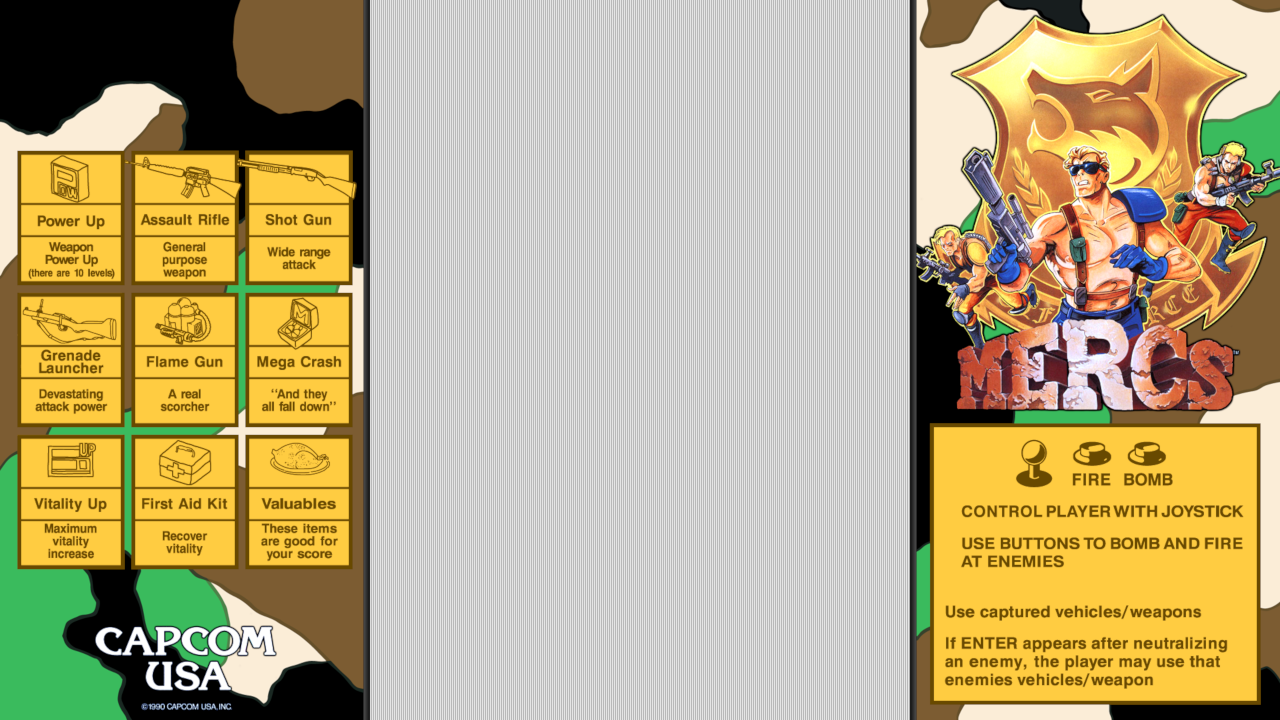 Power Up
Weapon
Power Up
(there are 10 levels)
Assault Rifle
General
purpose
weapon
Shot Gun
Wide range
attack
Grenade
Launcher
Devastating
attack power
Flame Gun
A real
scorcher
Mega Crash
"And they
all fall down"
UP
Vitality Up
Maximum
vitality
increase
First Aid Kit
Recover
vitality
Valuables
These items
are good for
your score
CAPCOM
USA
©1990 CAPCOM USA, INC.
MERCS™
FIRE BOMB
CONTROL PLAYER WITH JOYSTICK
USE BUTTONS TO BOMB AND FIRE
AT ENEMIES
Use captured vehicles/weapons
If ENTER appears after neutralizing
an enemy, the player may use that
enemies vehicles/weapon